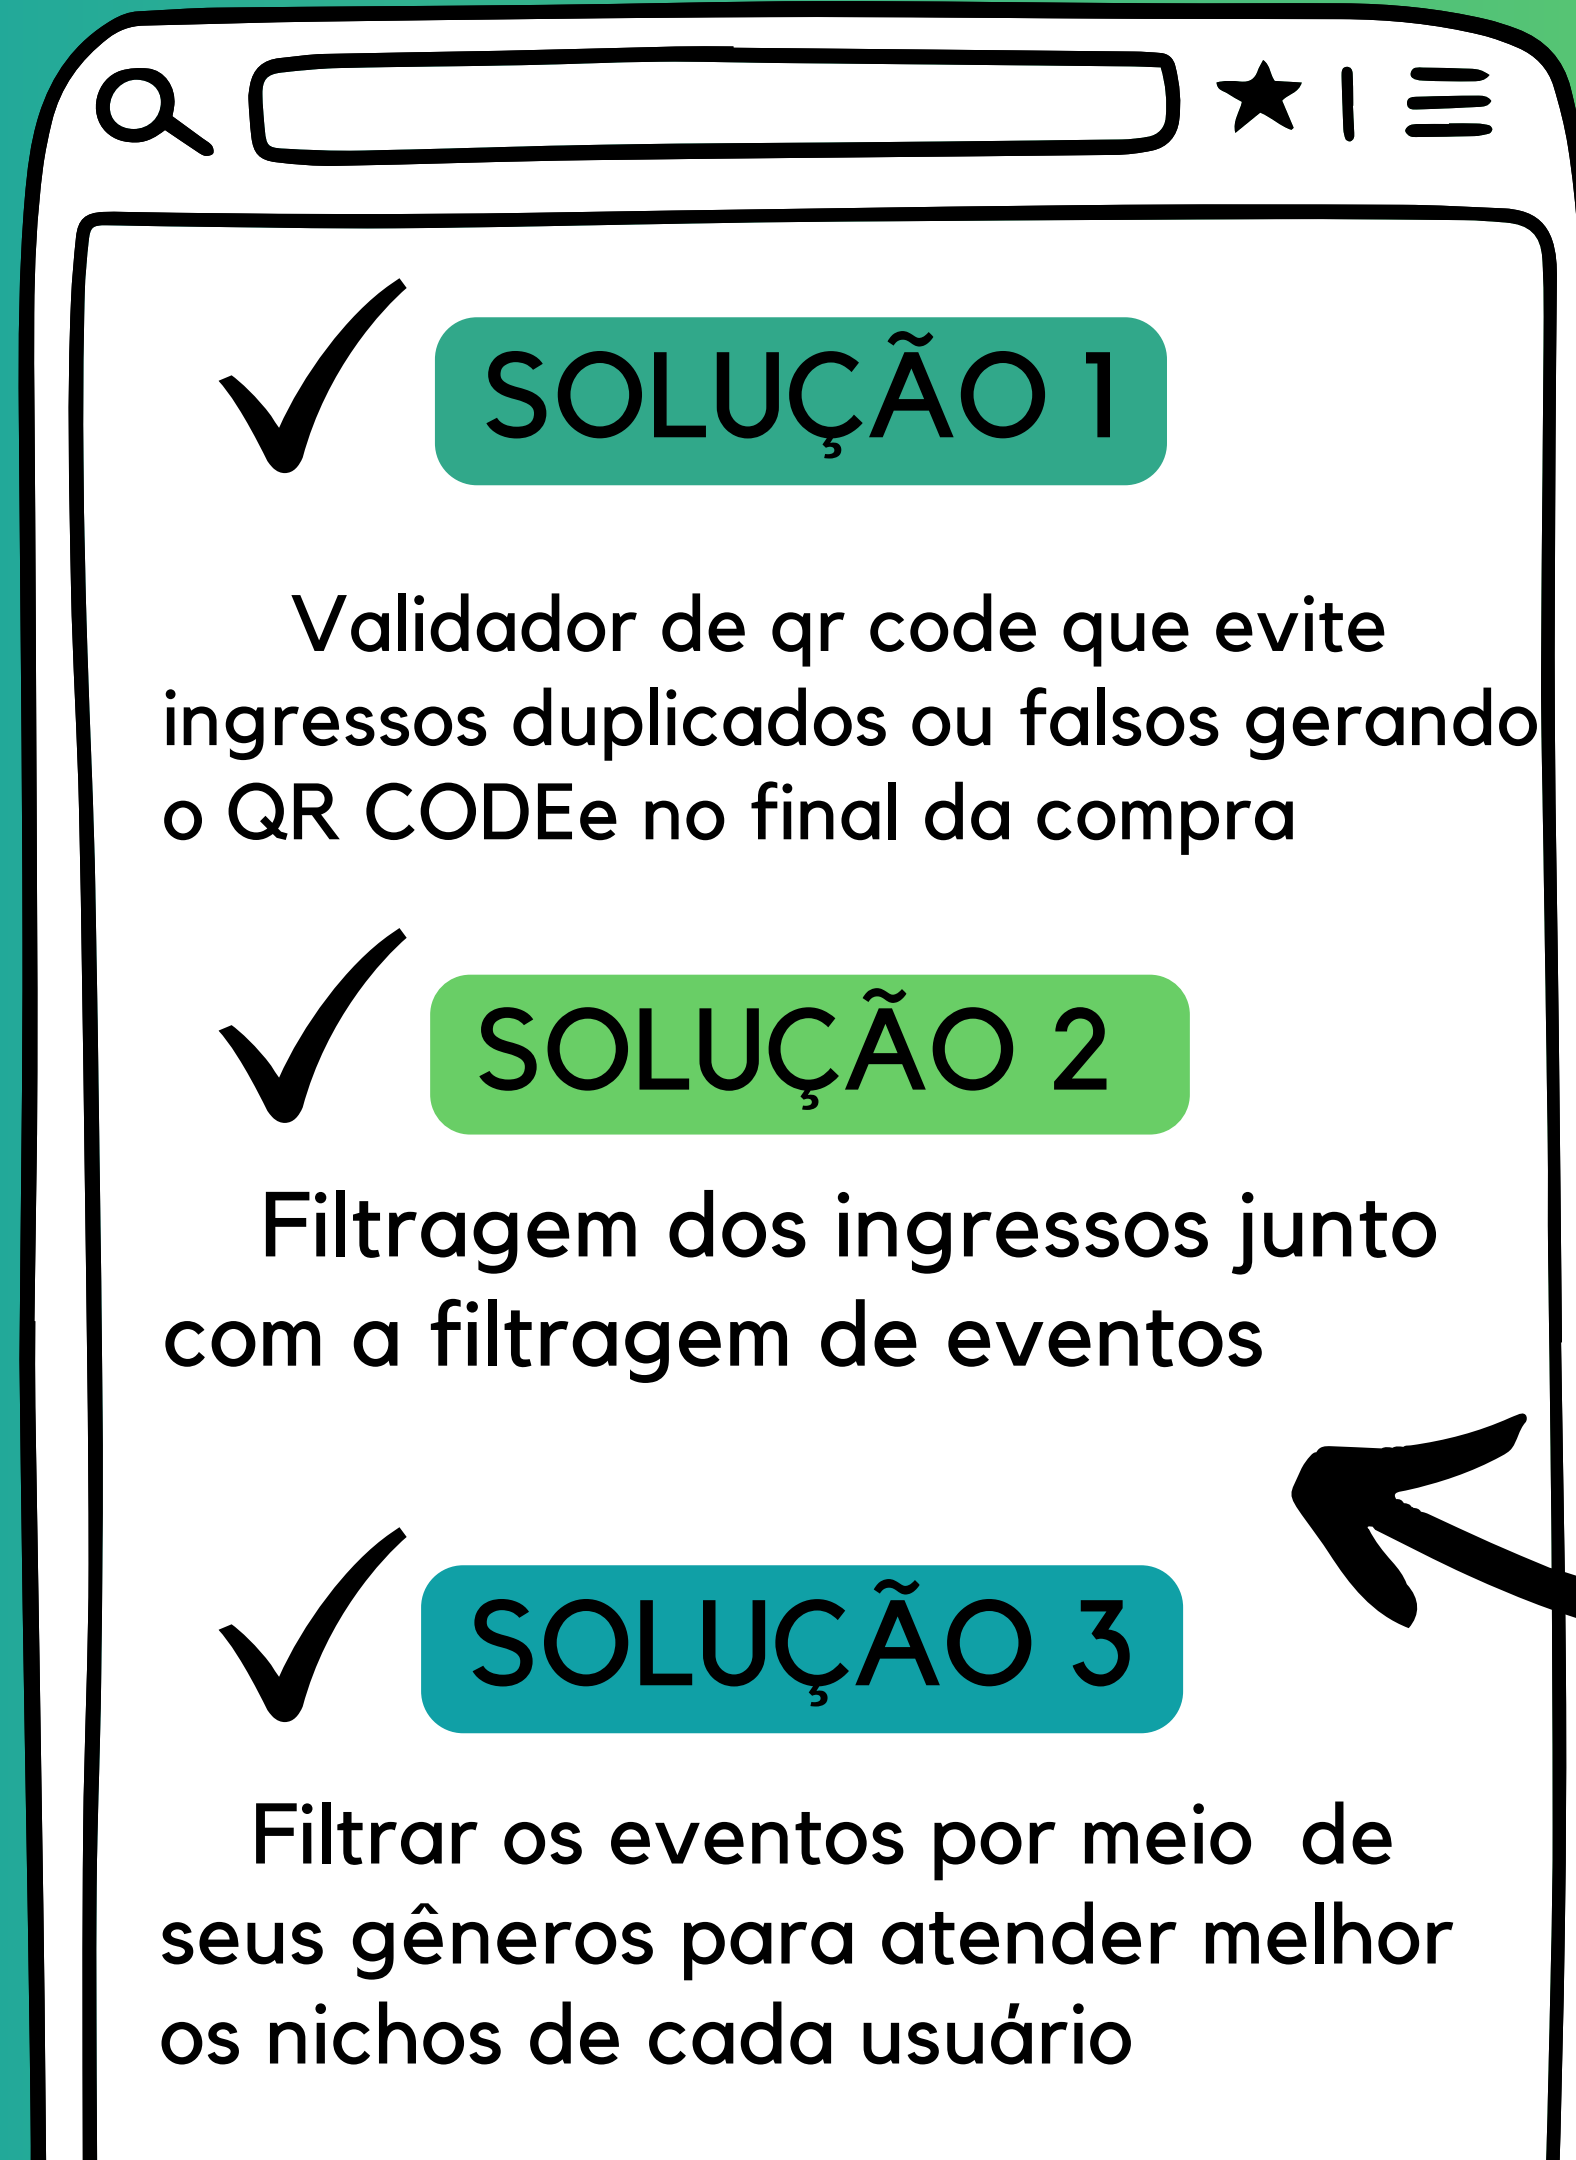 SOLUÇÃO 1
Validador de qr code que evite
ingressos duplicados ou falsos gerando
o QR CODEe no final da compra
SOLUÇÃO 2
Filtragem dos ingressos junto
com a filtragem de eventos
SOLUÇÃO 3
Filtrar os eventos por meio  de
seus gêneros para atender melhor
os nichos de cada usuário